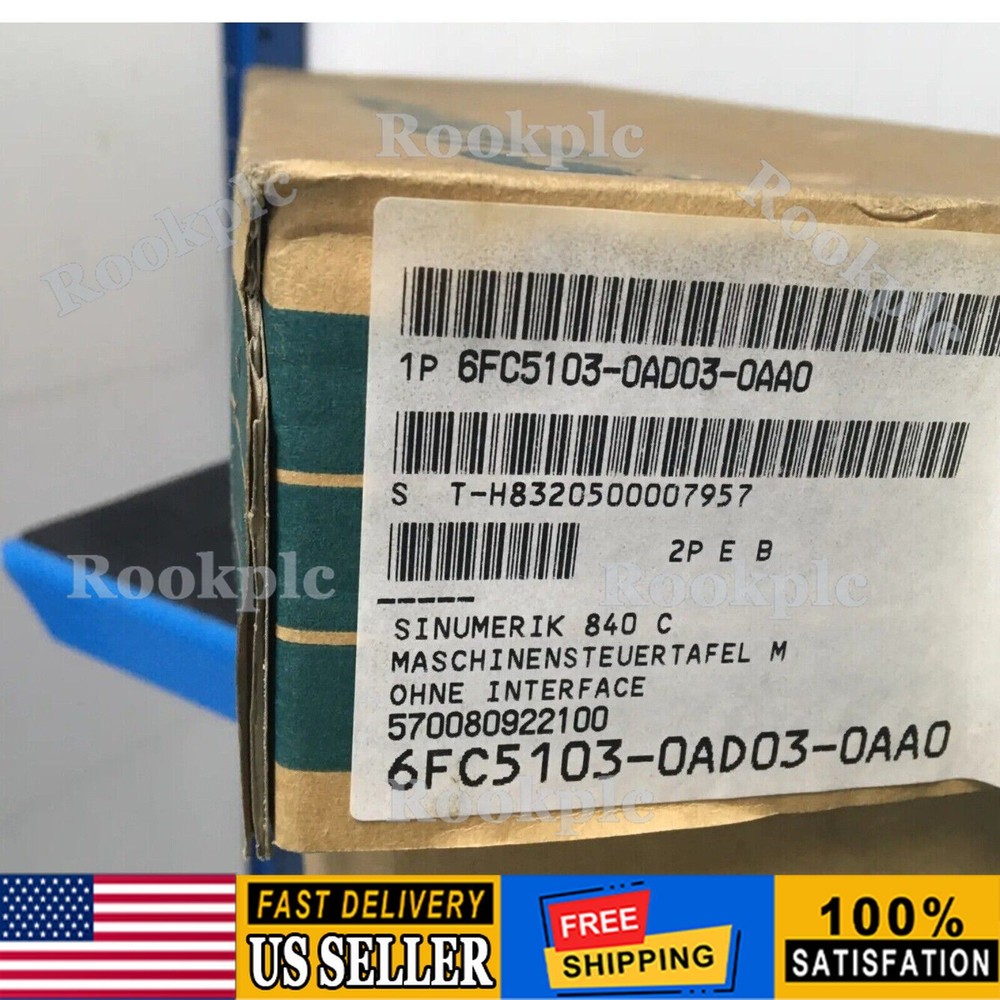 Rookplc
Rookplc
Rookplc
1P 6FC5103-0AD03-0AA0
S T-H8320500007957
2P E B
Rookplc
Rookplc
SINUMERIK 840 C
MASCHINENSTEUERTAFEL M
OHNE INTERFACE
570080922100
6FC5103-0AD03-0AA0
Rookplc
FAST DELIVERY
US SELLER
FREE
SHIPPING
100%
SATISFATION